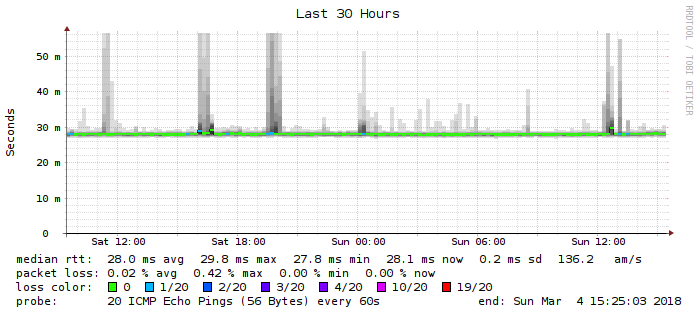 Last 30 Hours
RRDTOOL / TOBI OETIKER
Seconds
50 m
40 m
30 m
20 m
10 m
0
Sat 12:00 Sat 18:00 Sun 00:00 Sun 06:00 Sun 12:00
median rtt: 28.0 ms avg 29.8 ms max 27.8 ms min 28.1 ms now 0.2 ms sd 136.2 am/s
packet loss: 0.02 % avg 0.42 % max 0.00 % min 0.00 % now
loss color: 0 1/20 2/20 3/20 4/20 10/20 19/20
probe: 20 ICMP Echo Pings (56 Bytes) every 60s end: Sun Mar 4 15:25:03 2018